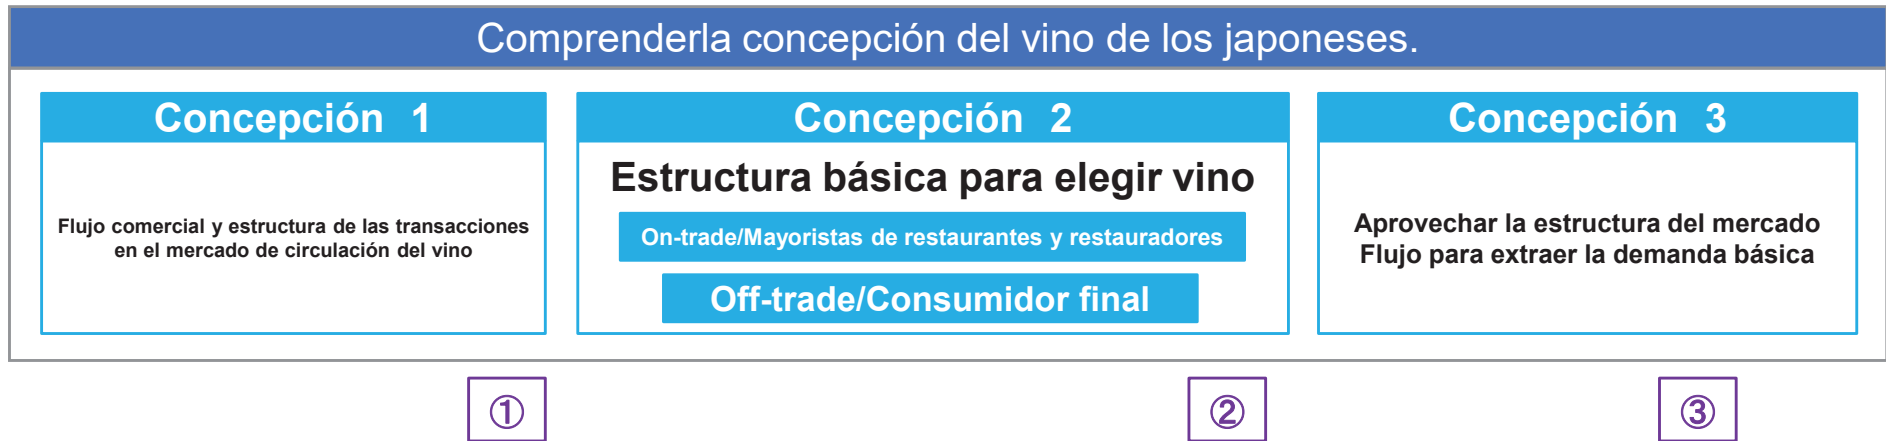 Comprenderla concepción del vino de los japoneses.
Concepción 1
Flujo comercial y estructura de las transacciones
en el mercado de circulación del vino
Concepción 2
Estructura básica para elegir vino
On-trade/Mayoristas de restaurantes y restauradores
Off-trade/Consumidor final
Concepción 3
Aprovechar la estructura del mercado
Flujo para extraer la demanda básica
①
②
③